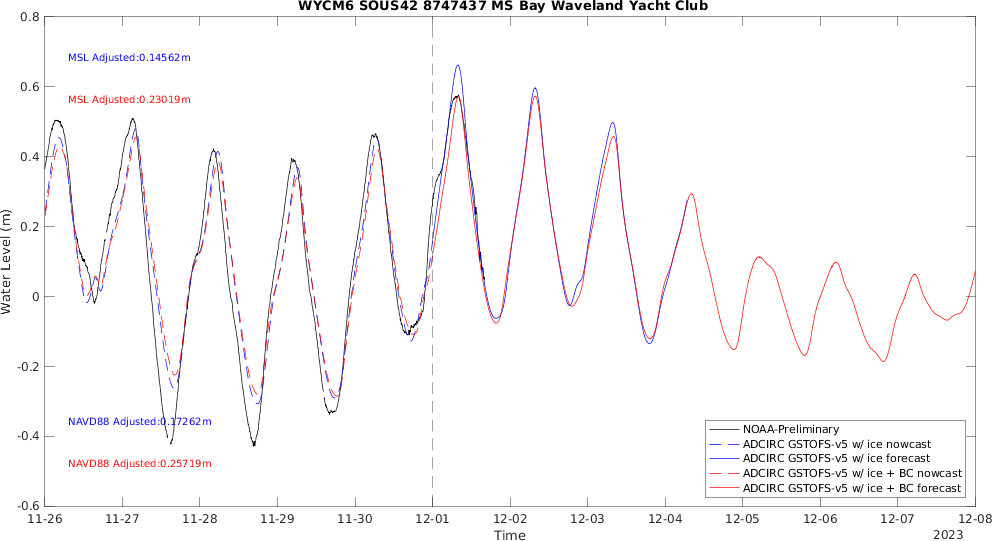 WYCM6 SOUS42 8747437 MS Bay Waveland Yacht Club
0.8
MSL Adjusted:0.14562m
0.6
MSL Adjusted:0.23019m
0.4
0.2
Water Level (m)
0
-0.2
NAVD88 Adjusted:0.17262m
-0.4
NAVD88 Adjusted:0.25719m
-0.6
NOAA-Preliminary
ADCIRC GSTOFS-v5 w/ ice nowcast
ADCIRC GSTOFS-v5 w/ ice forecast
ADCIRC GSTOFS-v5 w/ ice + BC nowcast
ADCIRC GSTOFS-v5 w/ ice + BC forecast
11-26 11-27 11-28 11-29 11-30 12-01 12-02 12-03 12-04 12-05 12-06 12-07 12-08
Time
2023